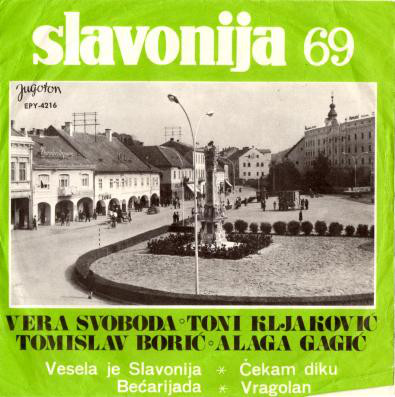 slavonija 69
Jugoton
EPY-4216
VERA SVOBODA • TONI KLJAKOVIĆ
TOMISLAV BORIĆ • ALAGA GAGIĆ
Vesela je Slavonija * Čekam diku
Bećarijada * Vragolan